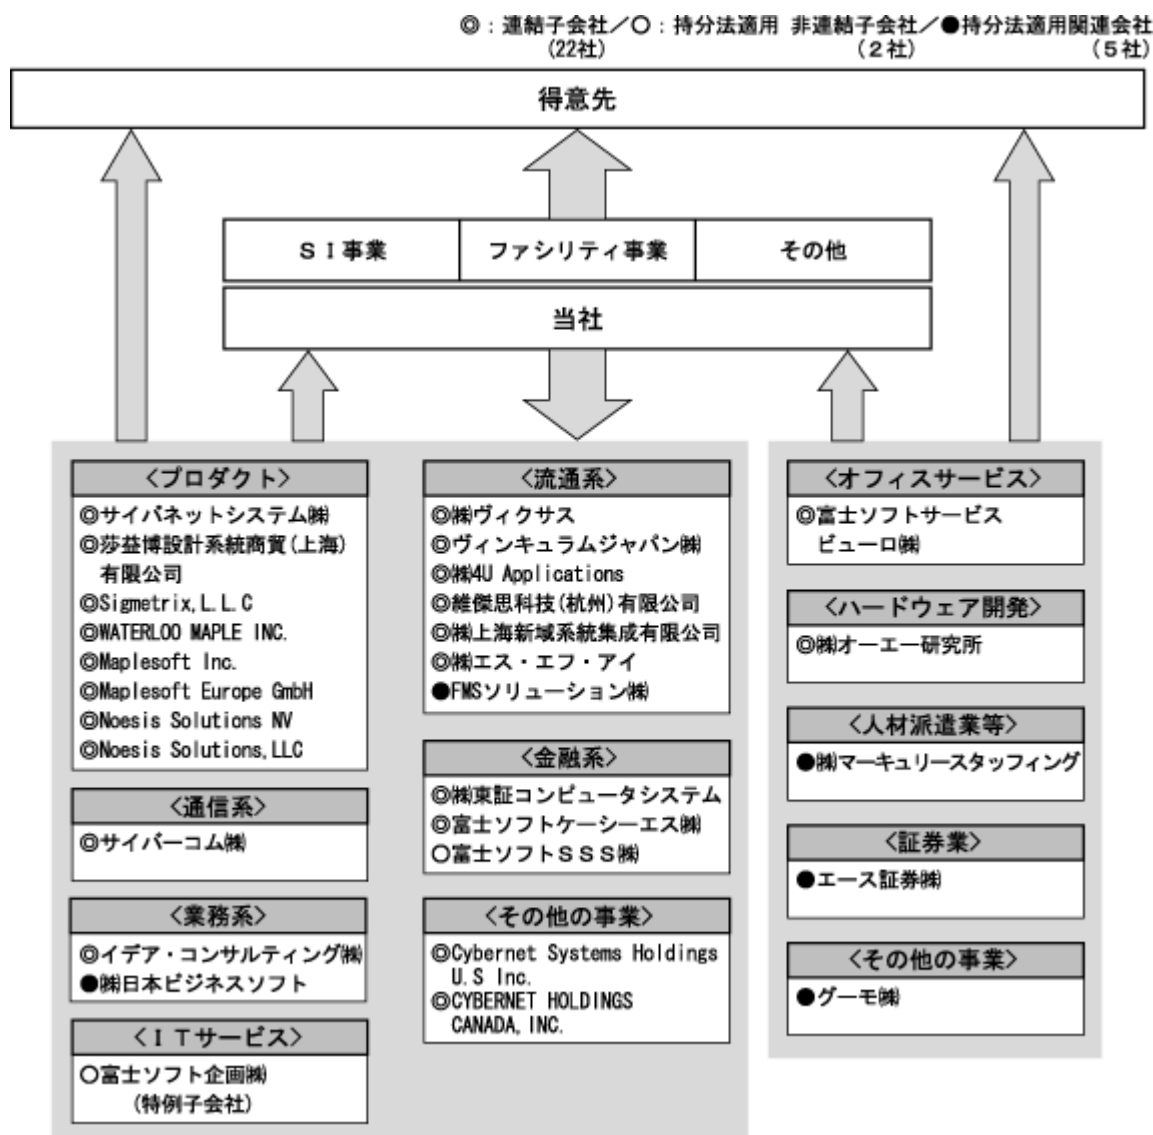 ◎：連結子会社／○：持分法適用 非連結子会社／●持分法適用関連会社
(22社) (２社) (５社)
得意先
ＳＩ事業 ファシリティ事業 その他
当社
〈プロダクト〉
◎サイバネットシステム㈱
◎莎益博設計系統商貿(上海)
有限公司
◎Sigmetrix,L.L.C
◎WATERLOO MAPLE INC.
◎Maplesoft Inc.
◎Maplesoft Europe GmbH
◎Noesis Solutions NV
◎Noesis Solutions,LLC
〈通信系〉
◎サイバーコム㈱
〈業務系〉
◎イデア・コンサルティング㈱
●㈱日本ビジネスソフト
〈ＩＴサービス〉
○富士ソフト企画㈱
(特例子会社)
〈流通系〉
◎㈱ヴィクサス
◎ヴィンキュラムジャパン㈱
◎㈱4U Applications
◎維傑思科技(杭州)有限公司
◎㈱上海新域系統集成有限公司
◎㈱エス・エフ・アイ
●FMSソリューション㈱
〈金融系〉
◎㈱東証コンピュータシステム
◎富士ソフトケーシーエス㈱
○富士ソフトＳＳＳ㈱
〈その他の事業〉
◎Cybernet Systems Holdings
U.S Inc.
◎CYBERNET HOLDINGS
CANADA,INC.
〈オフィスサービス〉
◎富士ソフトサービス
ビューロ㈱
〈ハードウェア開発〉
◎㈱オーエー研究所
〈人材派遣業等〉
●㈱マーキュリースタッフィング
〈証券業〉
●エース証券㈱
〈その他の事業〉
●グーモ㈱